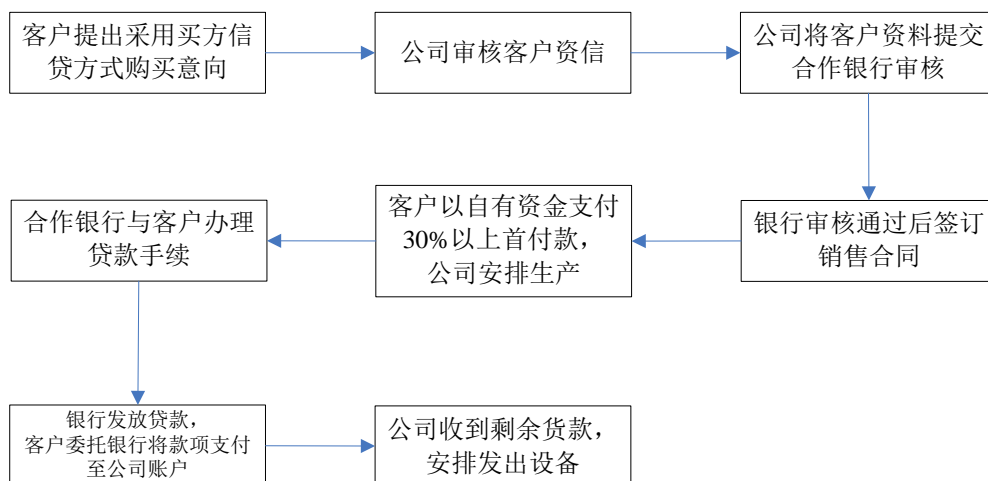 客户提出采用买方信
贷方式购买意向
公司审核客户资信
公司将客户资料提交
合作银行审核
银行审核通过后签订
销售合同
客户以自有资金支付
30%以上首付款，
公司安排生产
合作银行与客户办理
贷款手续
银行发放贷款，
客户委托银行将款项支付
至公司账户
公司收到剩余货款，
安排发出设备